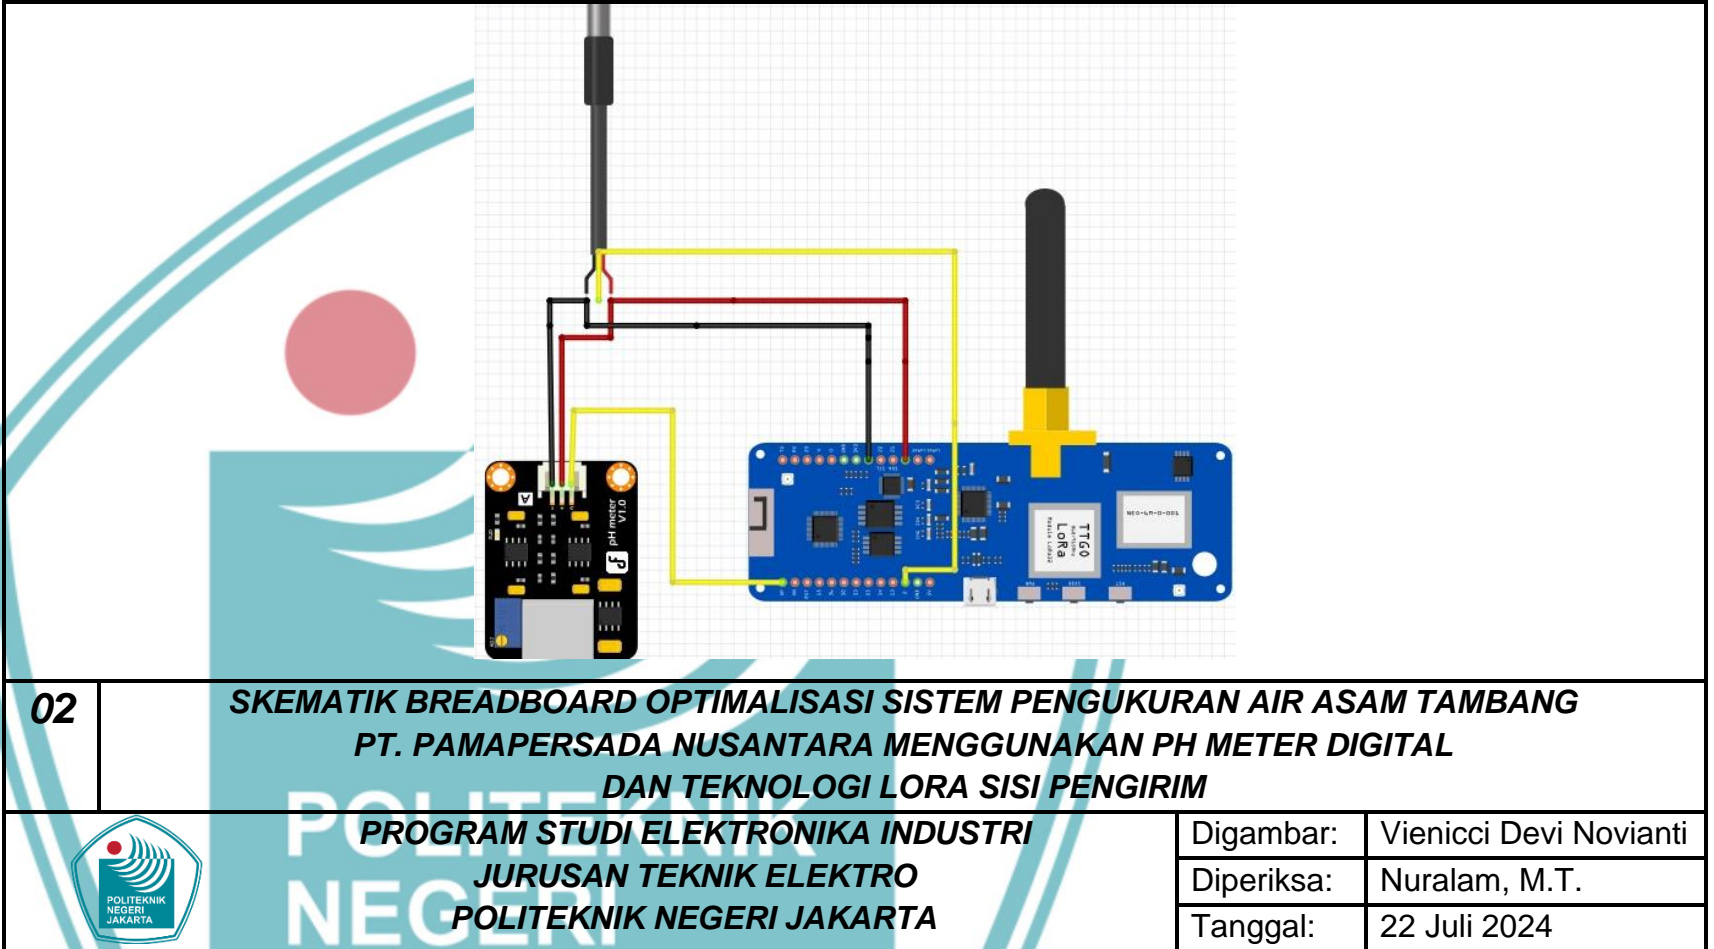 A
pH meter
V1.0
TTGO
LoRa
02
SKEMATIK BREADBOARD OPTIMALISASI SISTEM PENGUKURAN AIR ASAM TAMBANG
PT. PAMAPERSADA NUSANTARA MENGGUNAKAN PH METER DIGITAL
DAN TEKNOLOGI LORA SISI PENGIRIM
POLITEKNIK
NEGERI
JAKARTA
PROGRAM STUDI ELEKTRONIKA INDUSTRI
JURUSAN TEKNIK ELEKTRO
POLITEKNIK NEGERI JAKARTA
Digambar: Vienicci Devi Novianti
Diperiksa: Nuralam, M.T.
Tanggal: 22 Juli 2024
POLITEKNIK
NEGERI